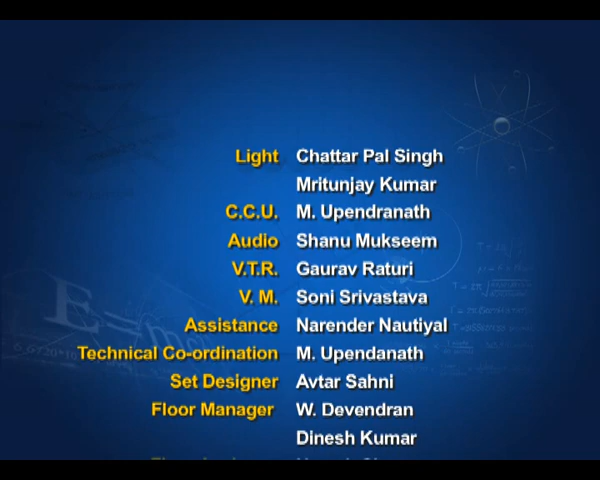 Light Chattar Pal Singh
Mritunjay Kumar
C.C.U. M. Upendranath
Audio Shanu Mukseem
V.T.R. Gaurav Raturi
V. M. Soni Srivastava
Assistance Narender Nautiyal
Technical Co-ordination M. Upendanath
Set Designer Avtar Sahni
Floor Manager W. Devendran
Dinesh Kumar